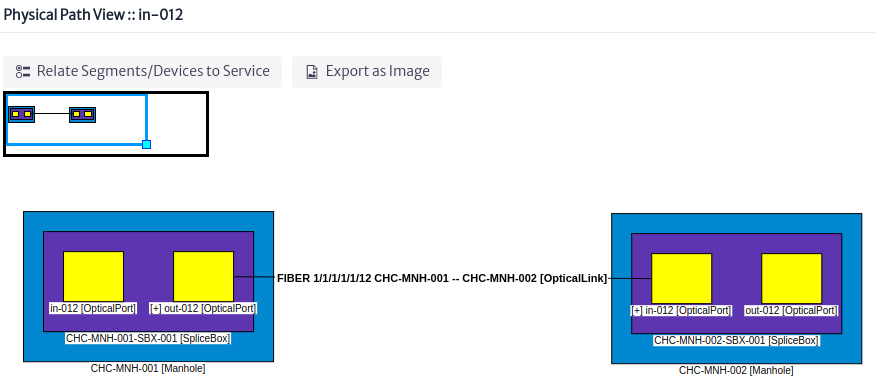 Physical Path View :: in-012
Relate Segments/Devices to Service
Export as Image
FIBER 1/1/1/1/1/12 CHC-MNH-001 -- CHC-MNH-002 [OpticalLink]
in-012 [OpticalPort]
[+] out-012 [OpticalPort]
[+] in-012 [OpticalPort]
out-012 [OpticalPort]
CHC-MNH-001-SBX-001 [SpliceBox]
CHC-MNH-002-SBX-001 [SpliceBox]
CHC-MNH-001 [Manhole]
CHC-MNH-002 [Manhole]